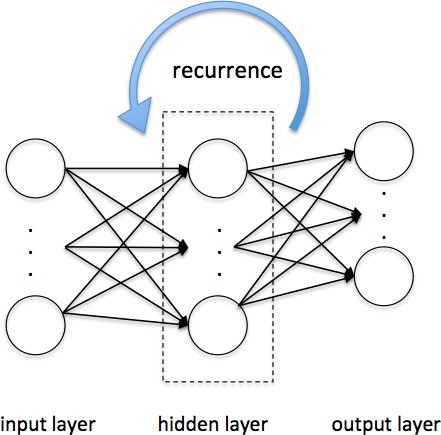 recurrence
input layer
hidden layer
output layer